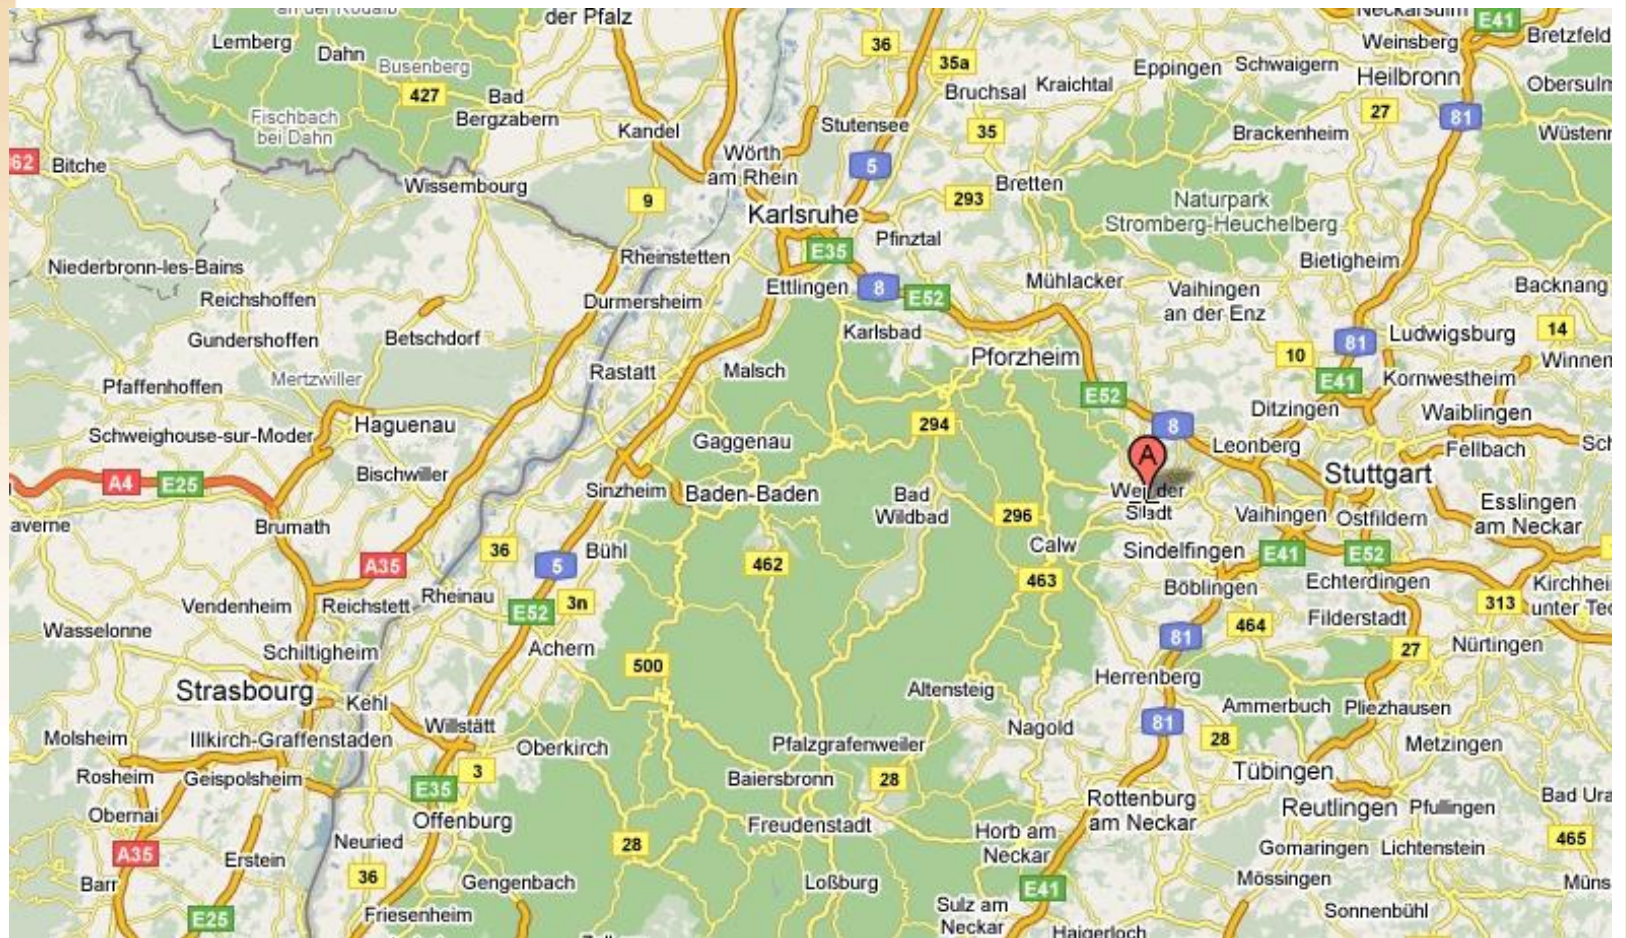 an der Rodalb
der Pfalz
36
Neckarsulm
E41
Lemberg
Dahn
Busenberg
35a
Weinsberg
Bretzfeld
427
Bad
Bergzabern
Bruchsal
Kraichtal
Eppingen
Schwaigern
Heilbronn
Fischbach
bei Dahn
Kandel
Stutensee
35
27
81
Brackenheim
62
Bitche
Wörth
am Rhein
5
Wissembourg
9
293
Bretten
Naturpark
Stromberg-Heuchelberg
Karlsruhe
E35
Pfinztal
Rheinstetten
Niederbronn-les-Bains
Reichshoffen
Durmersheim
Ettlingen
8
E52
Mühlacker
Vaihingen
an der Enz
Bietigheim
Backnang
Gundershoffen
Betschdorf
Karlsbad
Pforzheim
81
Ludwigsburg
14
10
Pfaffenhoffen
Mertzwiller
Rastatt
Malsch
E52
E41
Kornwestheim
Schweighouse-sur-Moder
Haguenau
Gaggenau
294
8
Ditzingen
Waiblingen
Leonberg
Fellbach
A
Bischwiller
A4
E25
Sinzheim
Baden-Baden
Bad
Wildbad
296
Weil der
Stadt
Stuttgart
Esslingen
am Neckar
Brumath
Vaihingen
Ostfildern
36
5
Bühl
462
Calw
Sindelfingen
E41
E52
A35
463
Böblingen
Echterdingen
Vendenheim
Reichstett
Rheinau
E52
3n
464
Filderstadt
313
Wasselonne
Schiltigheim
Achern
500
81
27
Nürtingen
Strasbourg
Kehl
Willstätt
Altensteig
Herrenberg
Ammerbuch
Pliezhausen
Molsheim
Illkirch-Graffenstaden
Oberkirch
Pfalzgrafenweiler
Nagold
81
28
Metzingen
Rosheim
Geispolsheim
3
E35
Baiersbronn
28
Tübingen
Obernai
Offenburg
Freudenstadt
Rottenburg
am Neckar
Reutlingen
Pfullingen
A35
Neuried
28
Horb am
Neckar
Gomaringen
Lichtenstein
465
Erstein
Barr
36
Gengenbach
Loßburg
E41
Mössingen
E25
Friesenheim
Sulz am
Neckar
Haigerloch
Sonnenbühl